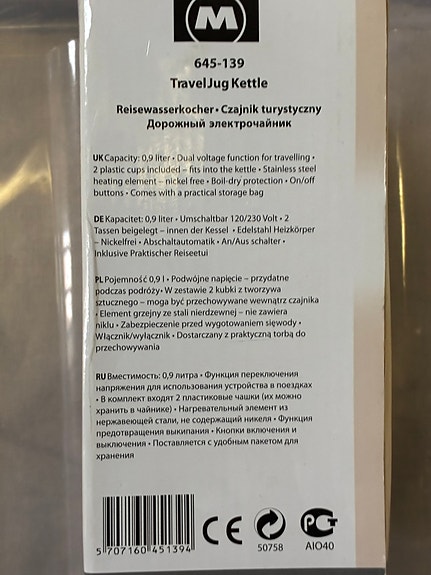 M
645-139
TravelJug Kettle
Reisewasserkocher • Czajnik turystyczny
Дорожный электрочайник
UK Capacity: 0,9 liter • Dual voltage function for travelling •
2 plastic cups included – fits into the kettle • Stainless steel
heating element – nickel free • Boil-dry protection • On/off
buttons • Comes with a practical storage bag
DE Kapacitet: 0,9 liter • Umschaltbar 120/230 Volt • 2
Tassen beigelegt – innen der Kessel • Edelstahl Heizkörper
– Nickelfrei • Abschaltautomatik • An/Aus schalter •
Inklusive Praktischer Reiseetui
PL Pojemność 0,9 l • Podwójne napięcie – przydatne
podczas podróży • W zestawie 2 kubki z tworzywa
sztucznego – moga być przechowywane wewnątrz czajnika
• Element grzejny ze stali nierdzewnej – nie zawiera
niklu • Zabezpieczenie przed wygotowaniem sięwody •
Włącznik/wyłącznik • Dostarczany z praktyczną torbą do
przechowywania
RU Вместимость: 0,9 литра • Функция переключения
напряжения для использования устройства в поездках
• В комплект входят 2 пластиковые чашки (их можно
хранить в чайнике) • Нагревательный элемент из
нержавеющей стали, не содержащий никеля • Функция
предотвращения выкипания • Кнопки включения и
выключения • Поставляется с удобным пакетом для
хранения
5 707160 451394
CE
50758
PG
AIO40